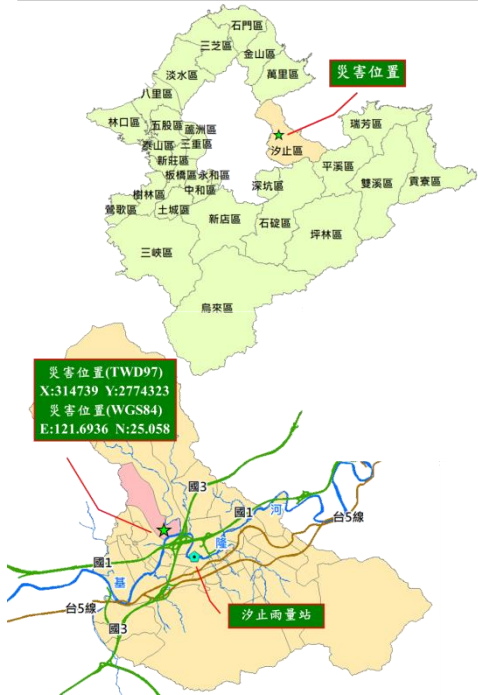 石門區
三芝區
金山區
淡水區
萬里區
八里區
災害位置
林口區
五股區
蘆洲區
瑞芳區
泰山區
三重區
汐止區
新莊區
平溪區
板橋區
永和區
深坑區
雙溪區
貢寮區
樹林區
中和區
鶯歌區
土城區
新店區
石碇區
坪林區
三峽區
烏來區
災害位置(TWD97)
X:314739 Y:2774323
災害位置(WGS84)
E:121.6936 N:25.058
國3
國1
河
台5線
隆
國1
基
台5線
國3
汐止雨量站